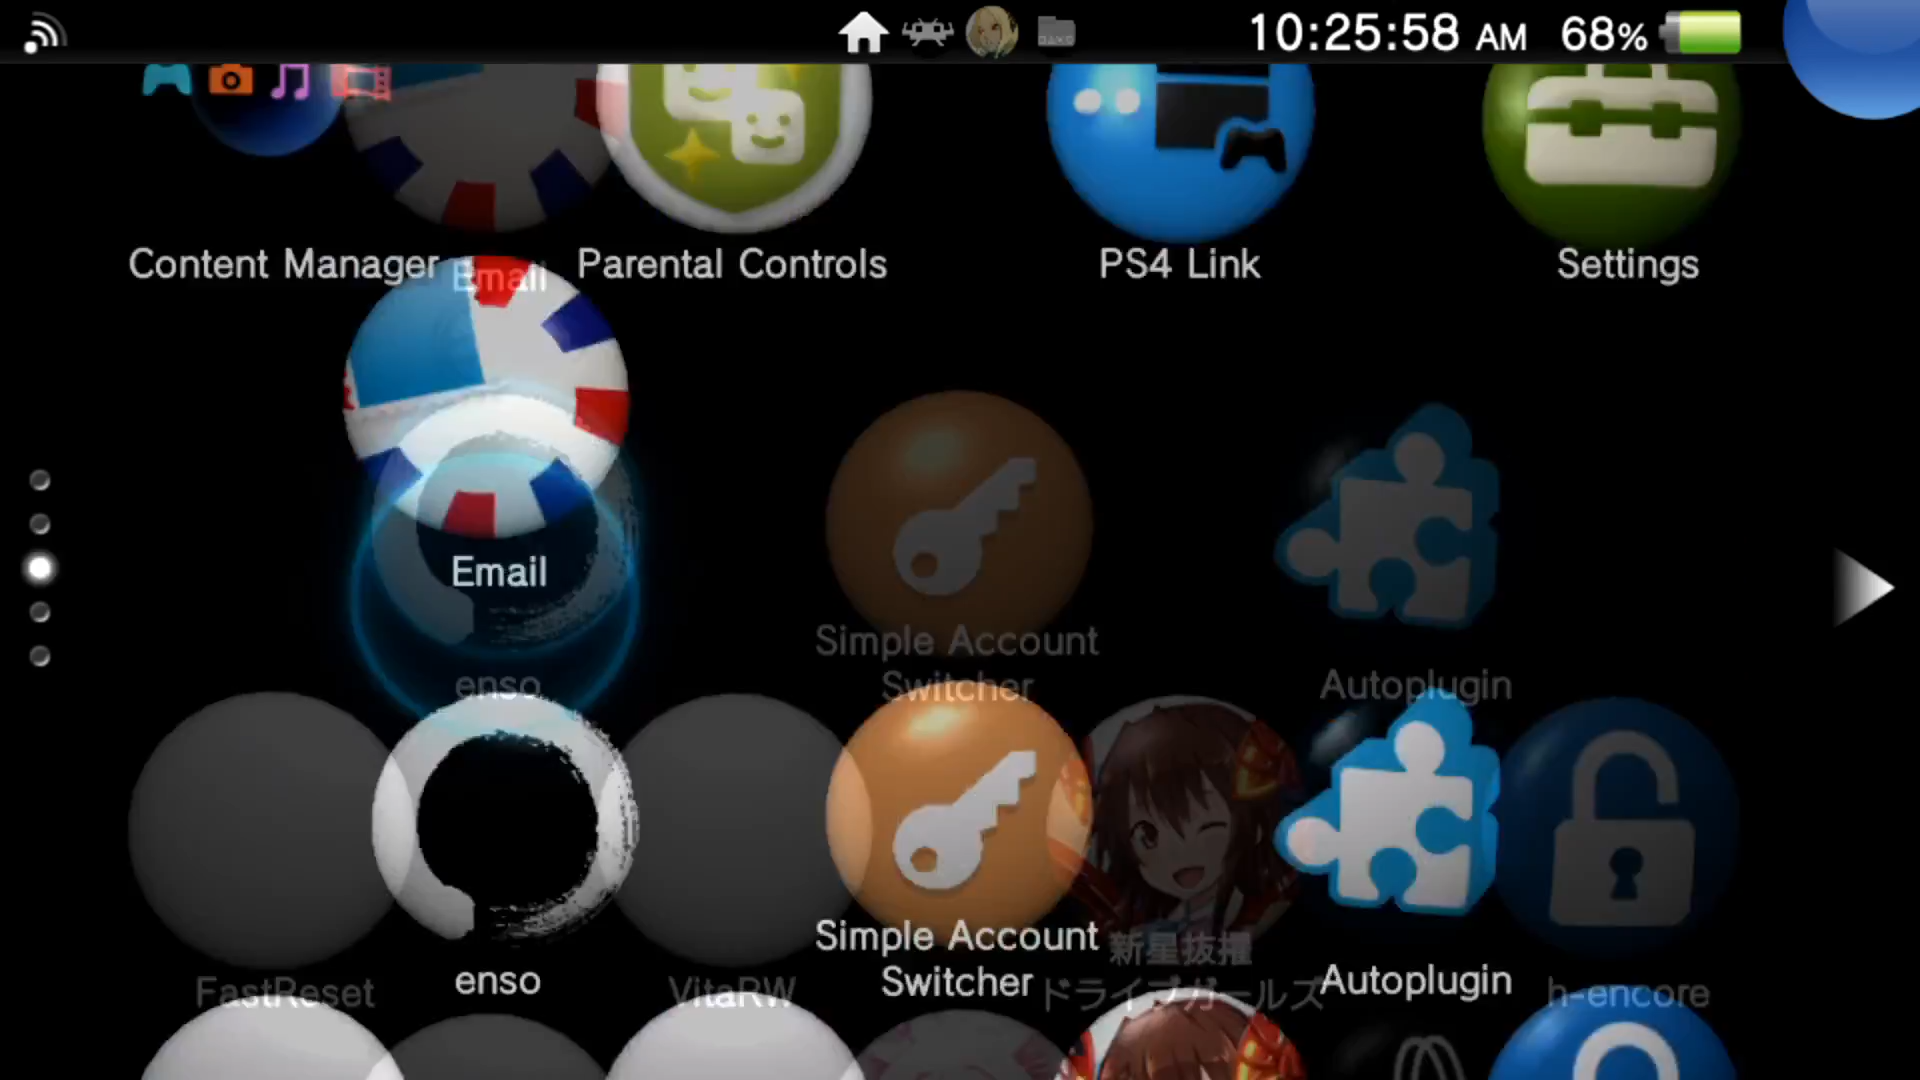 10:25:58 AM 68%
Content Manager
Parental Controls
PS4 Link
Settings
Email
Email
Simple Account
Switcher
enso
Autoplugin
Simple Account
Switcher
新星抜擢
ドライブガールズ
FastReset
enso
VitaRW
Autoplugin
h-encore